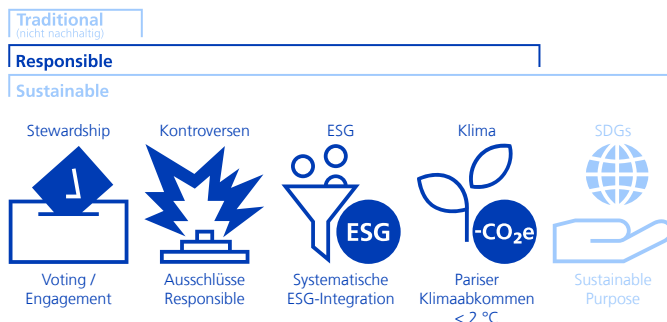 Traditional
(nicht nachhaltig)
Responsible
Sustainable
Stewardship
Kontroversen
ESG
Klima
SDGs
ESG
-CO₂e
Voting /
Engagement
Ausschlüsse
Responsible
Systematische
ESG-Integration
Pariser
Klimaabkommen
< 2 °C
Sustainable
Purpose